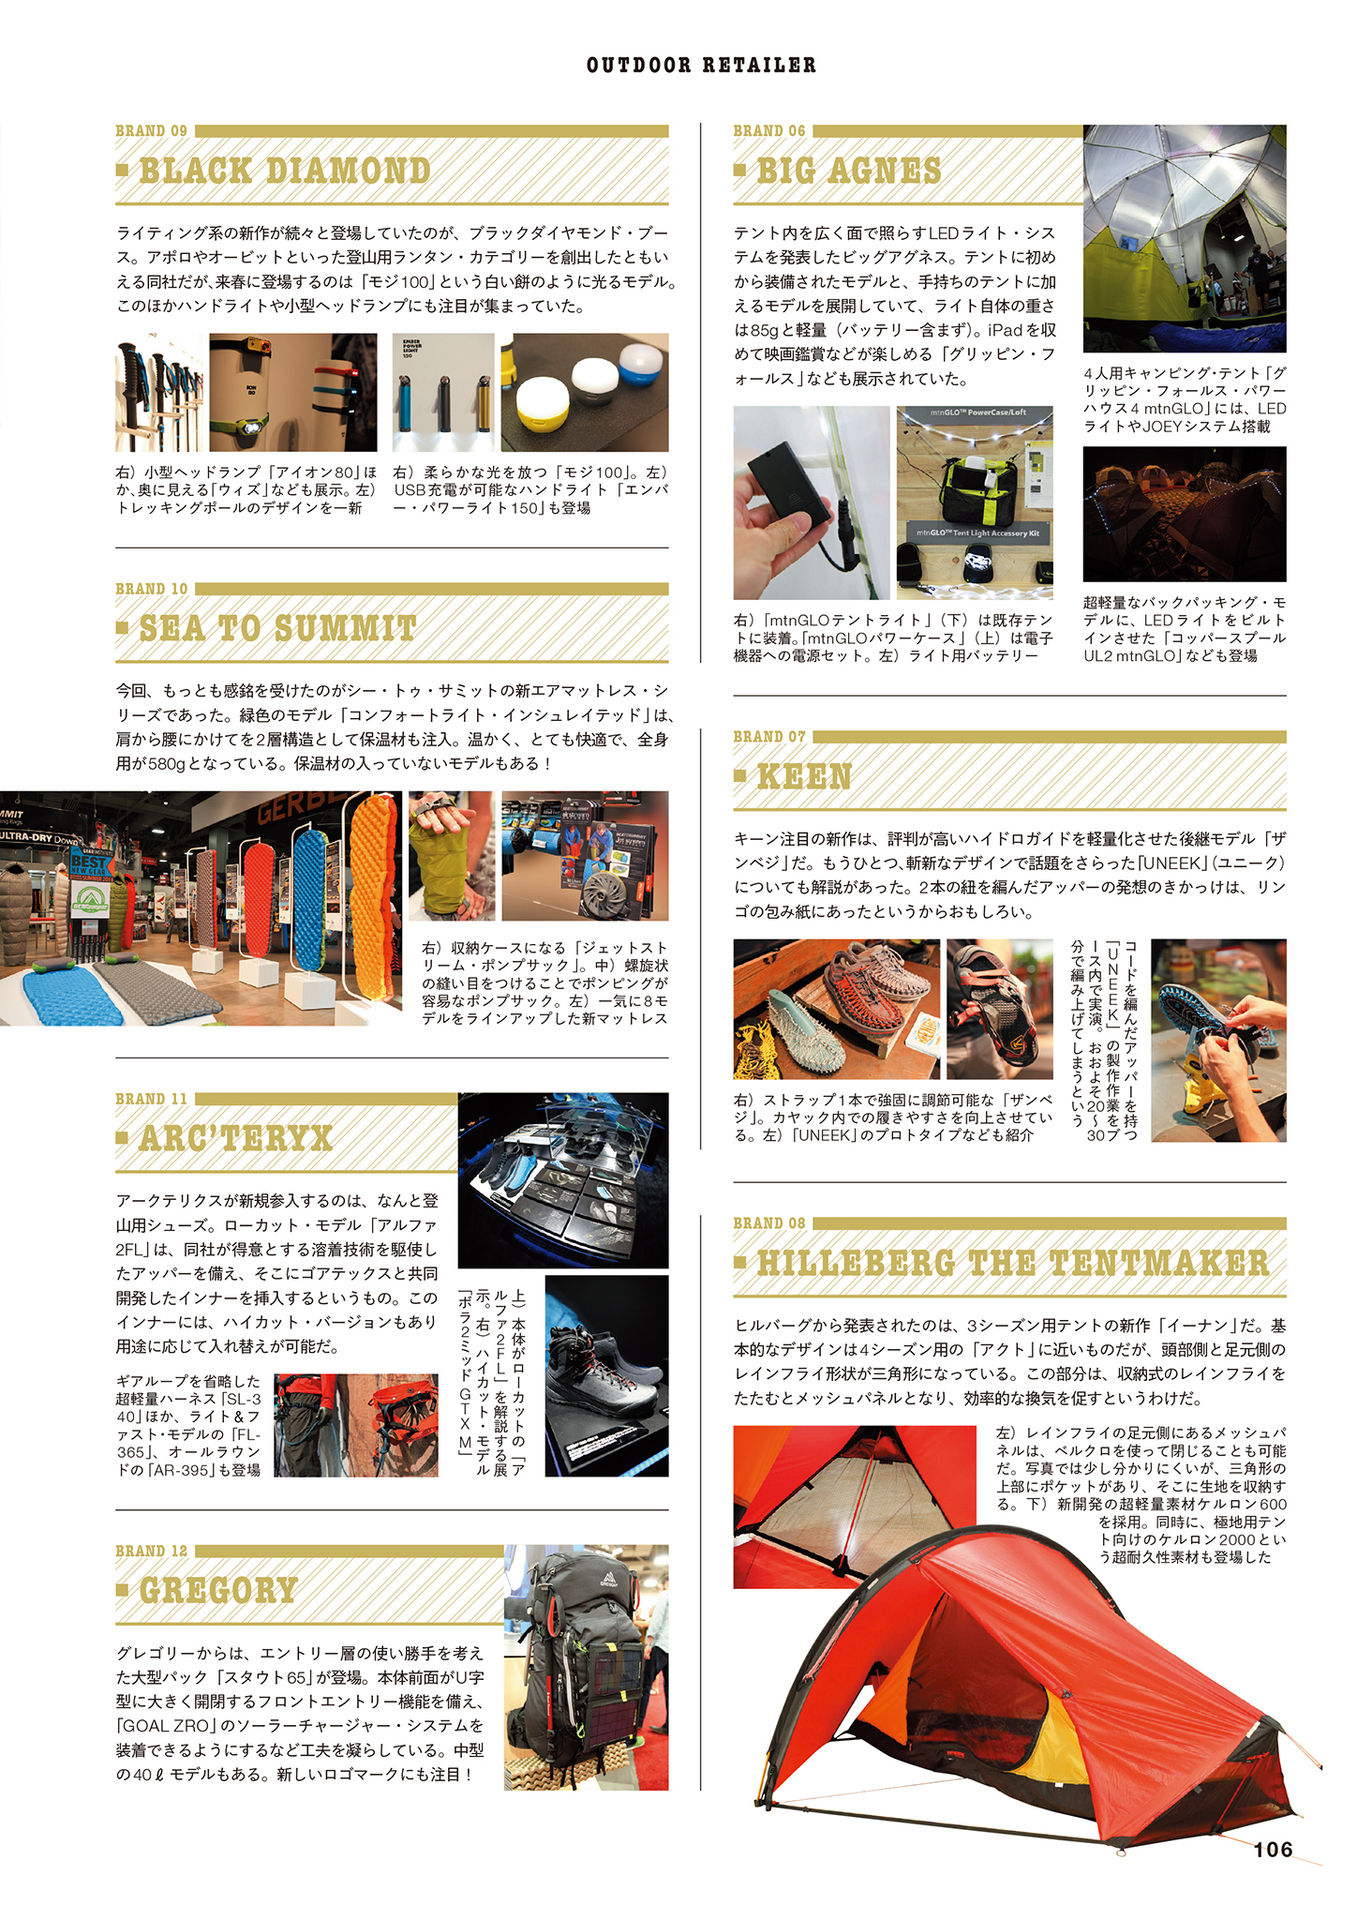 OUTDOOR RETAILER
BRAND 06
BIG AGNES
テント内を広く面で照らすLEDライト・シス
テムを発表したビッグアグネス。テントに初め
から装備されたモデルと、手持ちのテントに加
えるモデルを展開していて、ライト自体の重さ
は85gと軽量（バッテリー含まず）。iPadを収
めて映画鑑賞などが楽しめる「グリッピン・フ
ォールス」なども展示されていた。
4人用キャンピング・テント「グ
リッピン・フォールス・パワー
ハウス4 mtnGLO」には、LED
ライトやJOEYシステム搭載
mtnGLO™ PowerCase/Loft
mtnGLO™ Tent Light Accessory Kit
右）「mtnGLOテントライト」（下）は既存テン
トに装着。「mtnGLOパワーケース」（上）は電子
機器への電源セット。左）ライト用バッテリー
超軽量なバックパッキング・モ
デルに、LEDライトをビルト
インさせた「コッパースプール
UL2 mtnGLO」なども登場
BRAND 07
KEEN
キーン注目の新作は、評判が高いハイドロガイドを軽量化させた後継モデル「ザ
ンベジ」だ。もうひとつ、斬新なデザインで話題をさらった「UNEEK」（ユニーク）
についても解説があった。2本の紐を編んだアッパーの発想のきかっけは、リン
ゴの包み紙にあったというからおもしろい。
右）ストラップ1本で強固に調節可能な「ザンベ
ジ」。カヤック内での履きやすさを向上させてい
る。左）「UNEEK」のプロトタイプなども紹介
コードを編んだアッパーを持つ
「UNEEK」の製作作業をブ
ース内で実演。おおよそ20〜30
分で編み上げてしまうという
BRAND 08
HILLEBERG THE TENTMAKER
ヒルバーグから発表されたのは、3シーズン用テントの新作「イーナン」だ。基
本的なデザインは4シーズン用の「アクト」に近いものだが、頭部側と足元側の
レインフライ形状が三角形になっている。この部分は、収納式のレインフライを
たたむとメッシュパネルとなり、効率的な換気を促すというわけだ。
左）レインフライの足元側にあるメッシュパ
ネルは、ベルクロを使って閉じることも可能
だ。写真では少し分かりにくいが、三角形の
上部にポケットがあり、そこに生地を収納す
る。下）新開発の超軽量素材ケルロン600
を採用。同時に、極地用テン
ト向けのケルロン2000とい
う超耐久性素材も登場した
BRAND 09
BLACK DIAMOND
ライティング系の新作が続々と登場していたのが、ブラックダイヤモンド・ブー
ス。アポロやオービットといった登山用ランタン・カテゴリーを創出したともい
える同社だが、来春に登場するのは「モジ100」という白い餅のように光るモデル。
このほかハンドライトや小型ヘッドランプにも注目が集まっていた。
ION
80
EMBER
POWER
LIGHT
150
右）小型ヘッドランプ「アイオン80」ほ
か、奥に見える「ウィズ」なども展示。左）
トレッキングポールのデザインを一新
右）柔らかな光を放つ「モジ100」。左）
USB充電が可能なハンドライト「エンバ
ー・パワーライト150」も登場
BRAND 10
SEA TO SUMMIT
今回、もっとも感銘を受けたのがシー・トゥ・サミットの新エアマットレス・シ
リーズであった。緑色のモデル「コンフォートライト・インシュレイテッド」は、
肩から腰にかけてを2層構造として保温材も注入。温かく、とても快適で、全身
用が580gとなっている。保温材の入っていないモデルもある！
ULTRA-DRY Down
BEST
NEW GEAR
右）収納ケースになる「ジェットスト
リーム・ポンプサック」。中）螺旋状
の縫い目をつけることでポンピングが
容易なポンプサック。左）一気に8モ
デルをラインアップした新マットレス
BRAND 11
ARC'TERYX
アークテリクスが新規参入するのは、なんと登
山用シューズ。ローカット・モデル「アルファ
2FL」は、同社が得意とする溶着技術を駆使し
たアッパーを備え、そこにゴアテックスと共同
開発したインナーを挿入するというもの。この
インナーには、ハイカット・バージョンもあり
用途に応じて入れ替えが可能だ。
ギアループを省略した
超軽量ハーネス「SL-3
40」ほか、ライト＆フ
ァスト・モデルの「FL-
365」、オールラウン
ドの「AR-395」も登場
上）本体がローカットの「ア
ルファ2FL」を解説する展
示。右）ハイカット・モデル
「ボラ2ミッド GTX M」
BRAND 12
GREGORY
グレゴリーからは、エントリー層の使い勝手を考え
た大型パック「スタウト65」が登場。本体前面がU字
型に大きく開閉するフロントエントリー機能を備え、
「GOAL ZRO」のソーラーチャージャー・システムを
装着できるようにするなど工夫を凝らしている。中型
の40ℓモデルもある。新しいロゴマークにも注目！
106